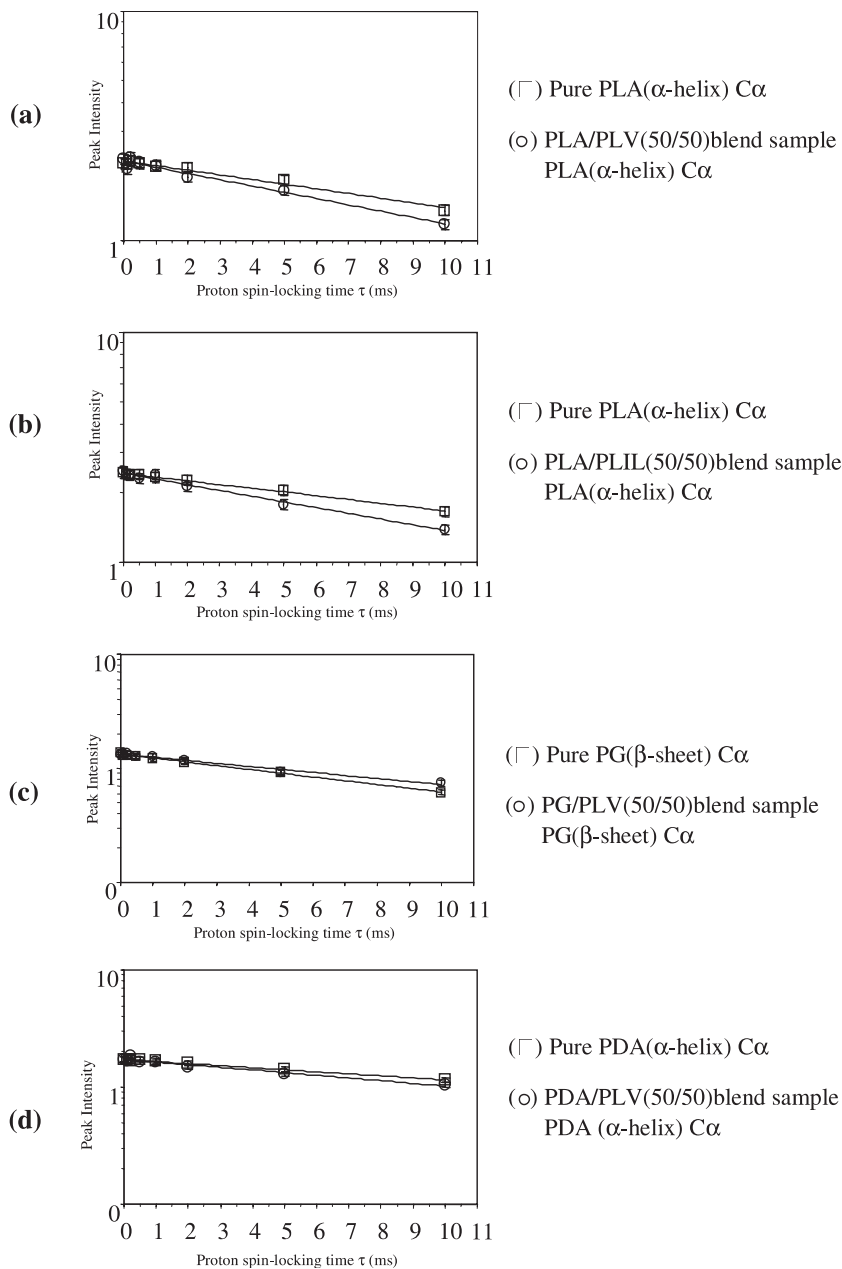 (a)
10
Peak Intensity
1
0 1 2 3 4 5 6 7 8 9 10 11
Proton spin-locking time τ (ms)
Pure PLA(α-helix) Cα
(o) PLA/PLV(50/50)blend sample
PLA(α-helix) Cα
(b)
10
Peak Intensity
1
0 1 2 3 4 5 6 7 8 9 10 11
Proton spin-locking time τ (ms)
Pure PLA(α-helix) Cα
(o) PLA/PLIL(50/50)blend sample
PLA(α-helix) Cα
(c)
10
1
Peak Intensity
0
0 1 2 3 4 5 6 7 8 9 10 11
Proton spin-locking time τ (ms)
Pure PG(β-sheet) Cα
(o) PG/PLV(50/50)blend sample
PG(β-sheet) Cα
(d)
10
1
Peak Intensity
0
0 1 2 3 4 5 6 7 8 9 10 11
Proton spin-locking time τ (ms)
Pure PDA(α-helix) Cα
(o) PDA/PLV(50/50)blend sample
PDA (α-helix) Cα